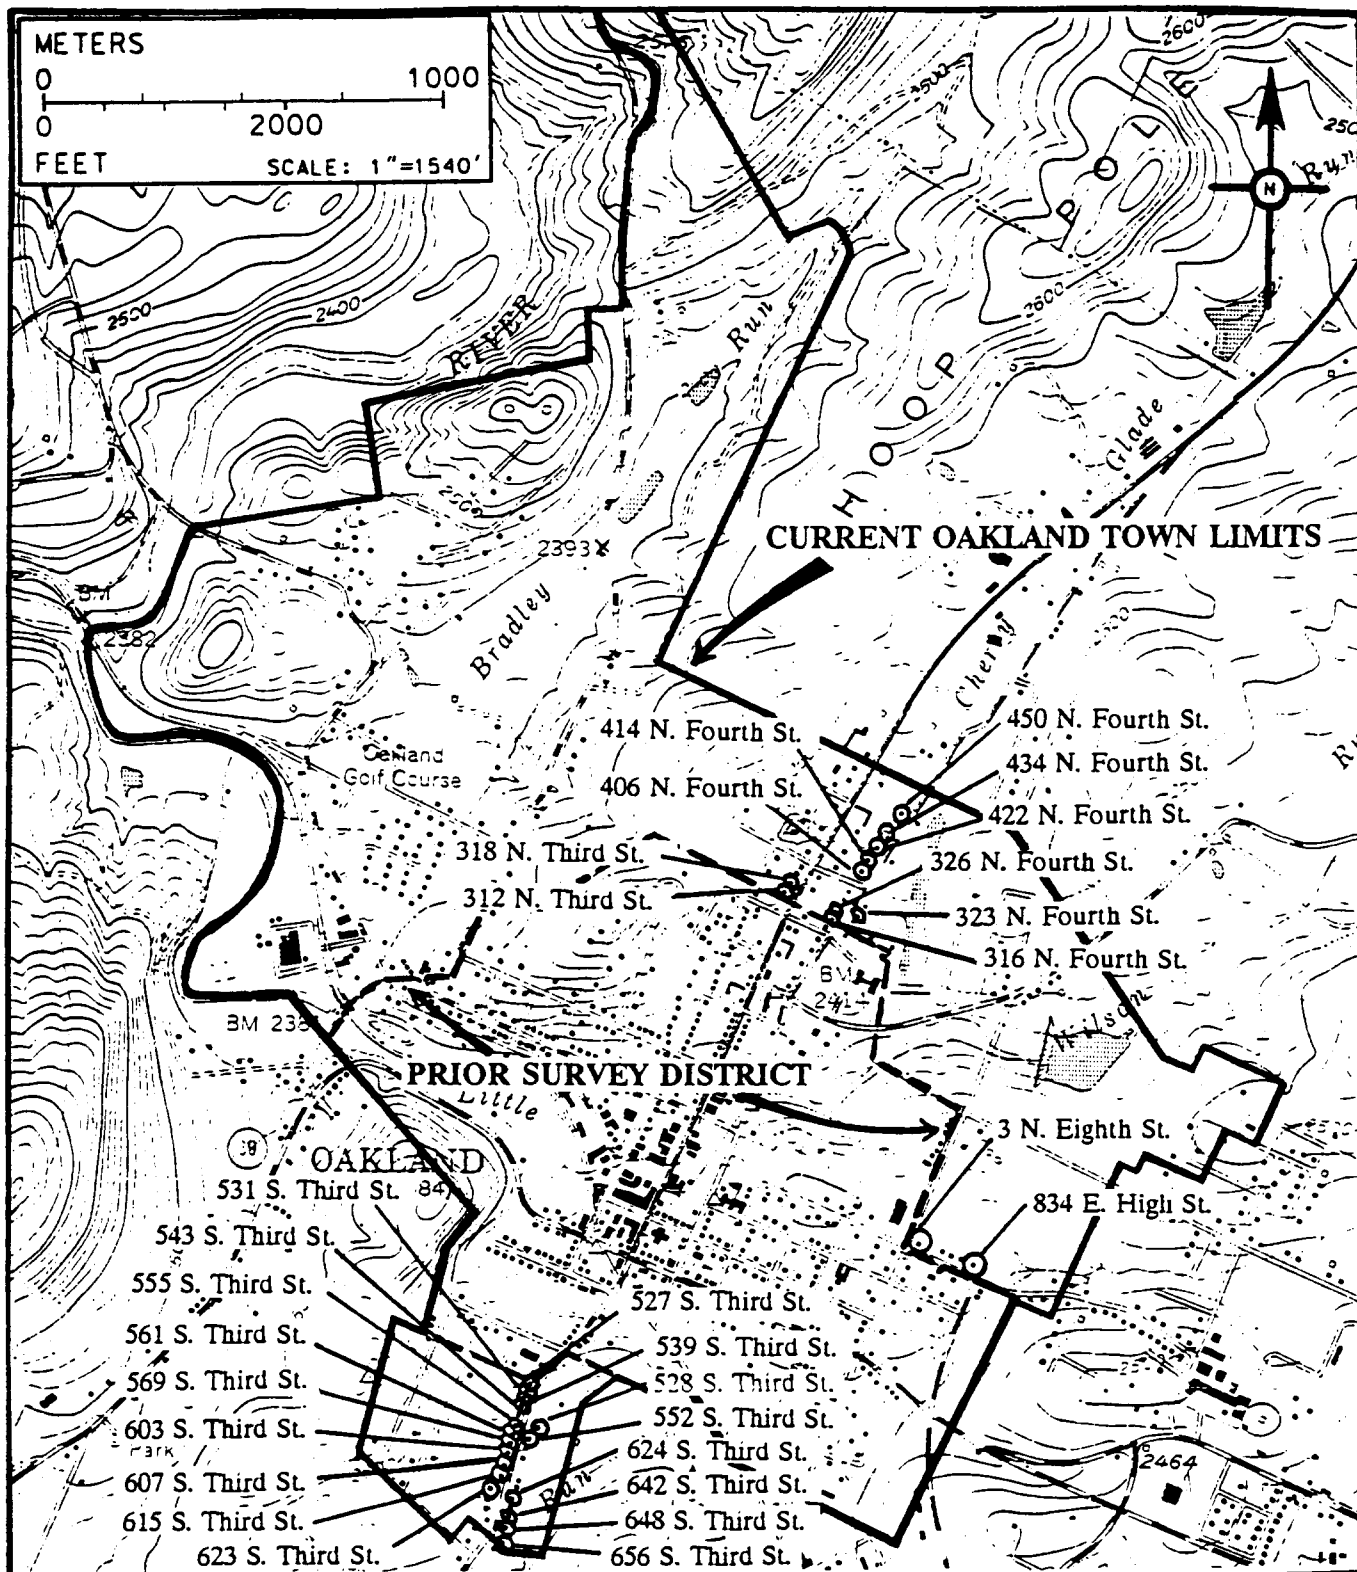 METERS
0 1000
0 2000
FEET SCALE: 1"=1540'
2600
2500
N
Run
HOOP POLE
2600
2500
2400
RIVER
Run
Glade
CURRENT OAKLAND TOWN LIMITS
2393
Bradley
BM
2382
Cherry
450 N. Fourth St.
414 N. Fourth St.
434 N. Fourth St.
406 N. Fourth St.
422 N. Fourth St.
Oakland
Golf Course
318 N. Third St.
326 N. Fourth St.
312 N. Third St.
323 N. Fourth St.
316 N. Fourth St.
BM
BM
Wilson
PRIOR SURVEY DISTRICT
Little
3 N. Eighth St.
OAKLAND
834 E. High St.
531 S. Third St.
543 S. Third St.
555 S. Third St.
527 S. Third St.
561 S. Third St.
539 S. Third St.
569 S. Third St.
528 S. Third St.
603 S. Third St.
552 S. Third St.
Park
624 S. Third St.
2464
607 S. Third St.
642 S. Third St.
Run
615 S. Third St.
648 S. Third St.
623 S. Third St.
656 S. Third St.